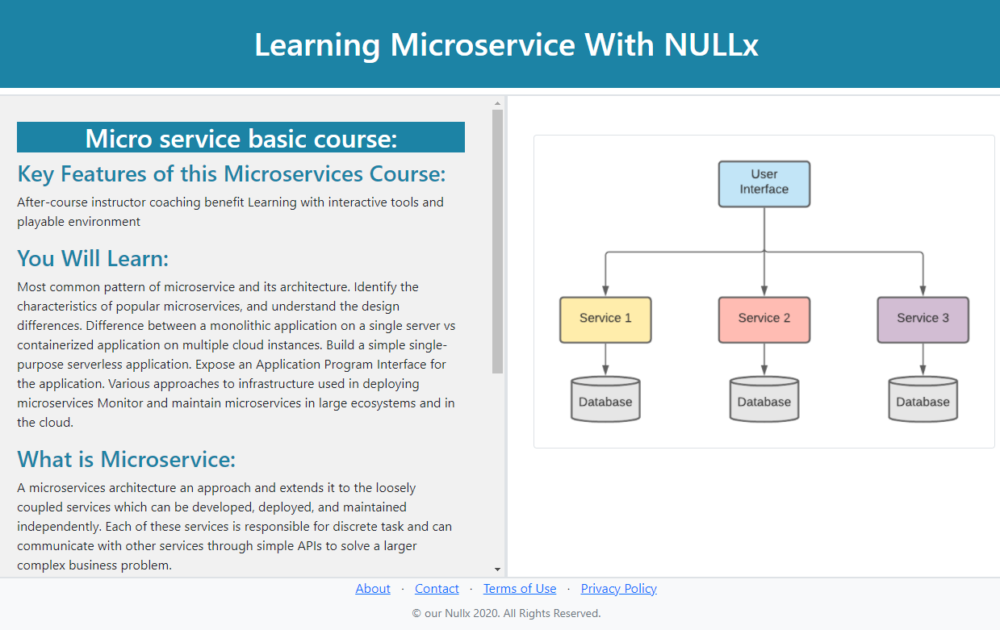 Learning Microservice With NULLx
Micro service basic course:
Key Features of this Microservices Course:
After-course instructor coaching benefit Learning with interactive tools and
playable environment
You Will Learn:
Most common pattern of microservice and its architecture. Identify the
characteristics of popular microservices, and understand the design
differences. Difference between a monolithic application on a single server vs
containerized application on multiple cloud instances. Build a simple single-
purpose serverless application. Expose an Application Program Interface for
the application. Various approaches to infrastructure used in deploying
microservices Monitor and maintain microservices in large ecosystems and in
the cloud.
What is Microservice:
A microservices architecture an approach and extends it to the loosely
coupled services which can be developed, deployed, and maintained
independently. Each of these services is responsible for discrete task and can
communicate with other services through simple APIs to solve a larger
complex business problem.
User
Interface
Service 1
Service 2
Service 3
Database
Database
Database
About · Contact · Terms of Use · Privacy Policy
© our Nullx 2020. All Rights Reserved.